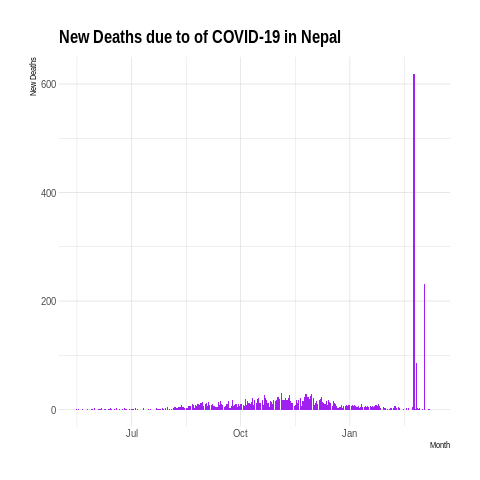 New Deaths due to of COVID-19 in Nepal
New Deaths
600
400
200
0
Jul Oct Jan
Month